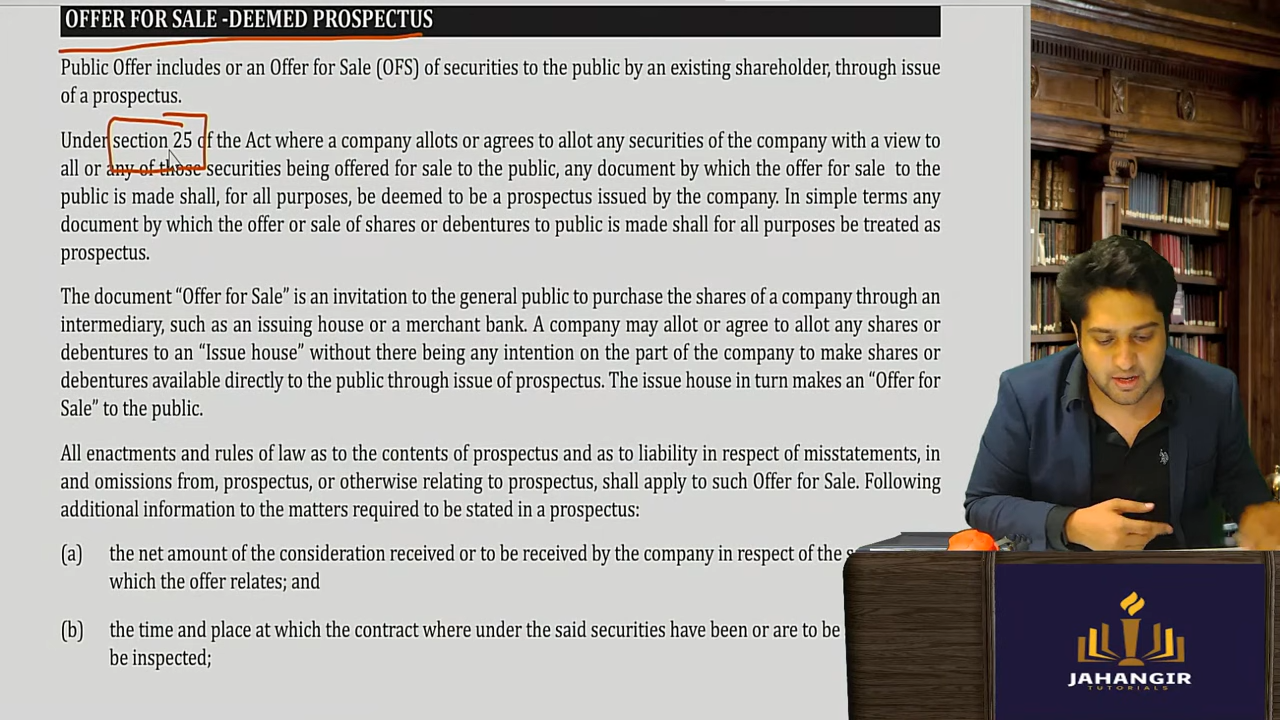 OFFER FOR SALE -DEEMED PROSPECTUS
Public Offer includes or an Offer for Sale (OFS) of securities to the public by an existing shareholder, through issue
of a prospectus.
Under section 25 of the Act where a company allots or agrees to allot any securities of the company with a view to
all or any of those securities being offered for sale to the public, any document by which the offer for sale to the
public is made shall, for all purposes, be deemed to be a prospectus issued by the company. In simple terms any
document by which the offer or sale of shares or debentures to public is made shall for all purposes be treated as
prospectus.
The document “Offer for Sale” is an invitation to the general public to purchase the shares of a company through an
intermediary, such as an issuing house or a merchant bank. A company may allot or agree to allot any shares or
debentures to an “Issue house” without there being any intention on the part of the company to make shares or
debentures available directly to the public through issue of prospectus. The issue house in turn makes an “Offer for
Sale” to the public.
All enactments and rules of law as to the contents of prospectus and as to liability in respect of misstatements, in
and omissions from, prospectus, or otherwise relating to prospectus, shall apply to such Offer for Sale. Following
additional information to the matters required to be stated in a prospectus:
(a) the net amount of the consideration received or to be received by the company in respect of the
which the offer relates; and
(b) the time and place at which the contract where under the said securities have been or are to be
be inspected;
JAHANGIR
TUTORIALS